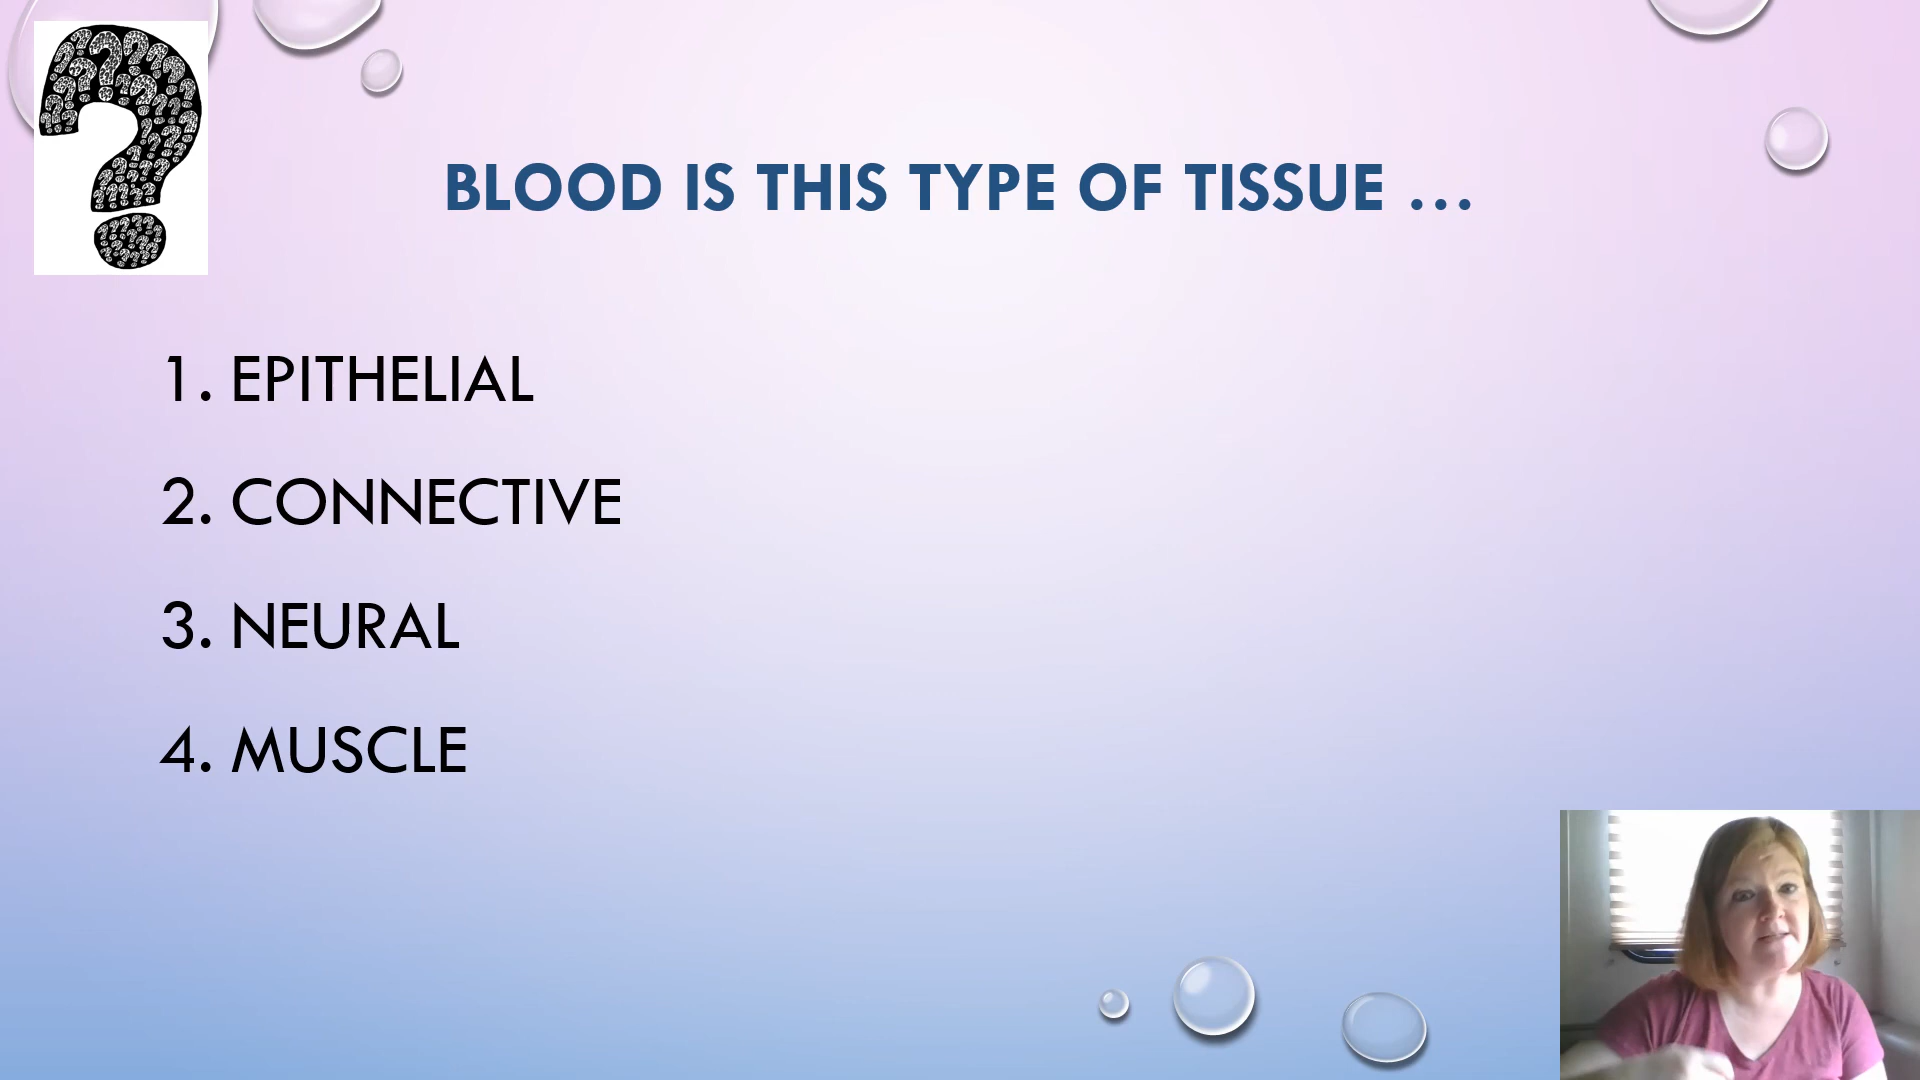 BLOOD IS THIS TYPE OF TISSUE …
1. EPITHELIAL
2. CONNECTIVE
3. NEURAL
4. MUSCLE